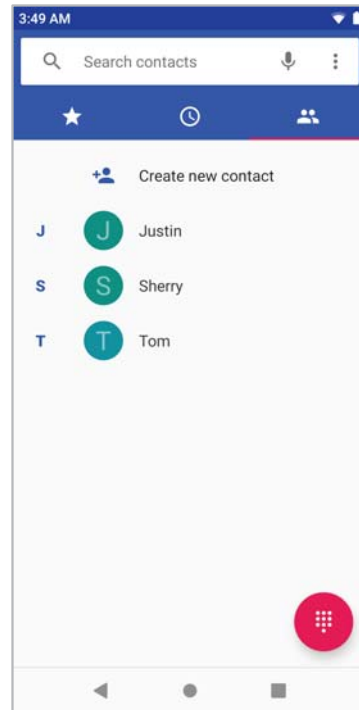 3:49 AM
Search contacts
Create new contact
J J Justin
S S Sherry
T T Tom